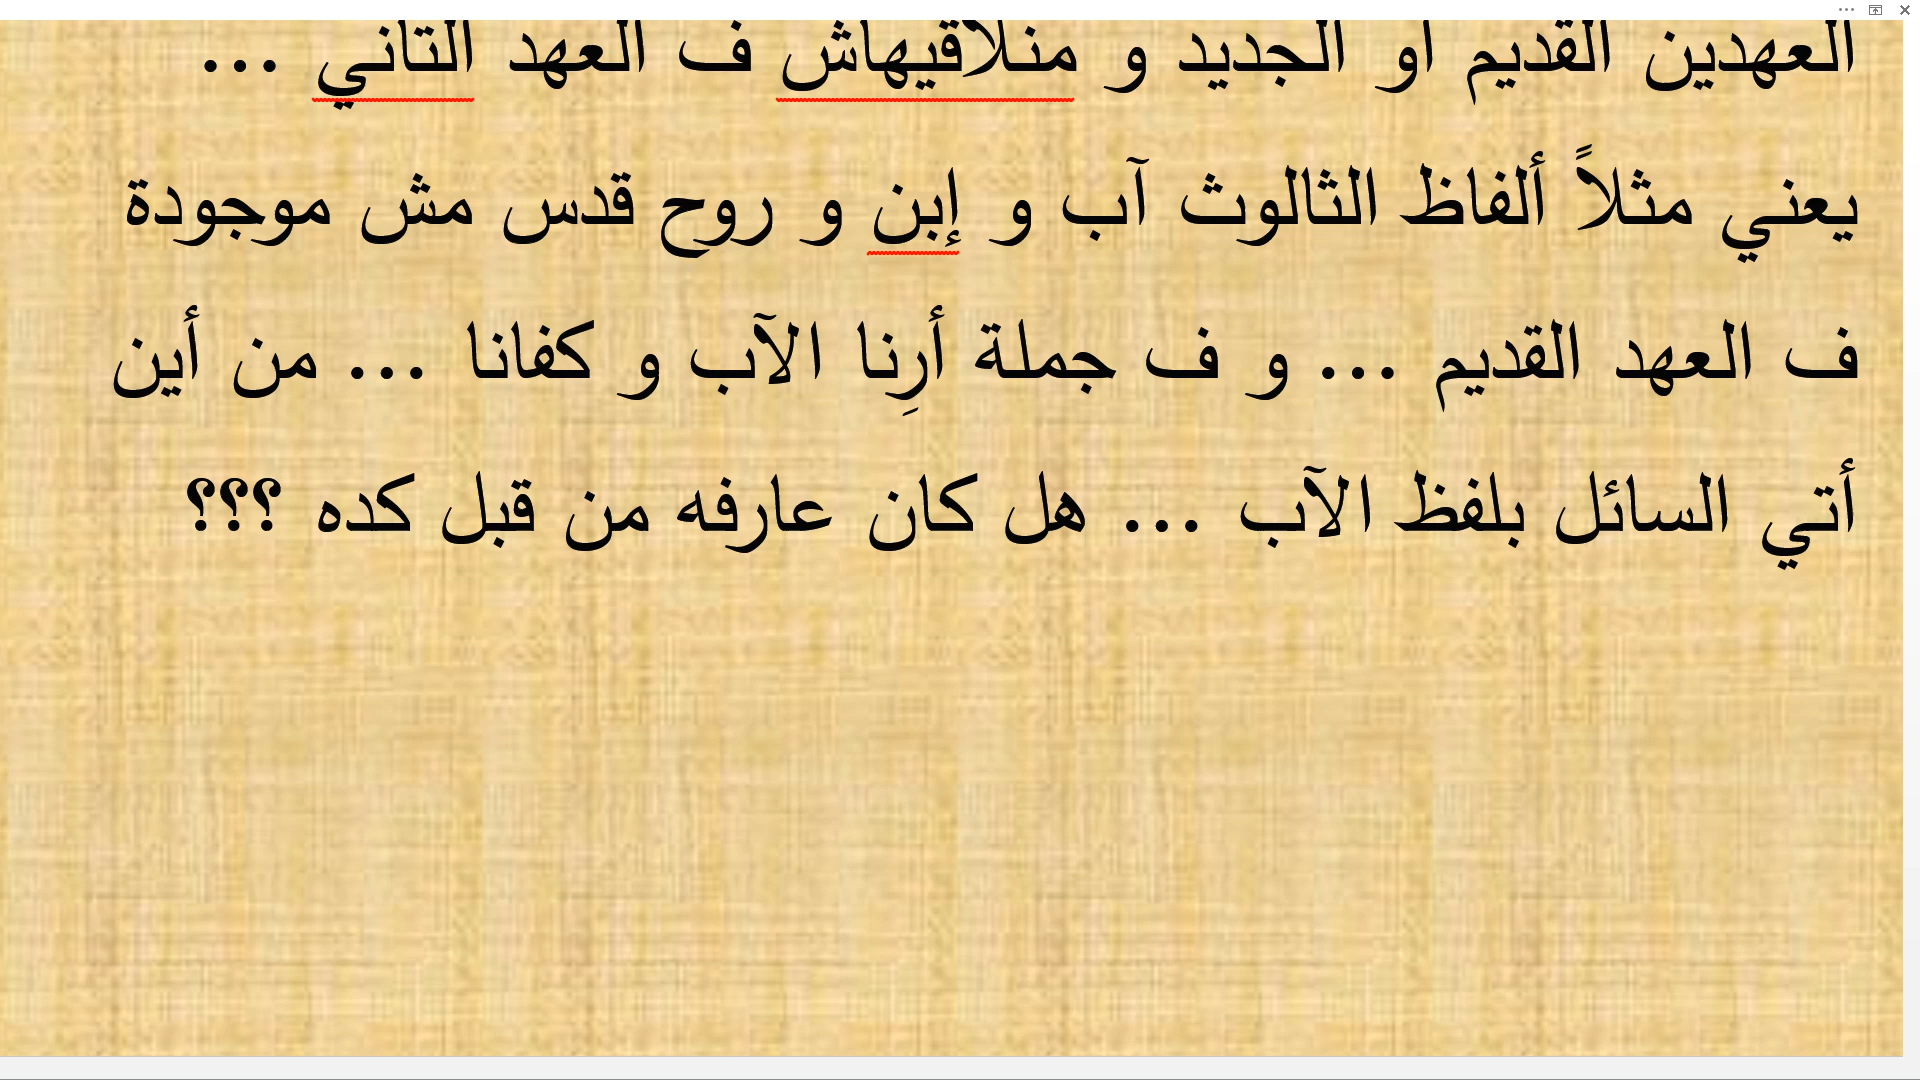 العهدين القديم او الجديد و منلاقيهاش ف العهد التاني ...
يعني مثلاً ألفاظ الثالوث آب و إبن و روح قدس مش موجودة
ف العهد القديم ... و ف جملة أرِنا الآب و كفانا ... من أين
أتي السائل بلفظ الآب ... هل كان عارفه من قبل كده ؟؟؟